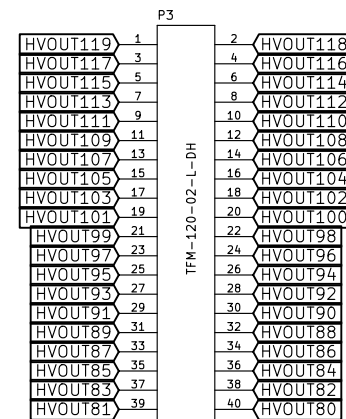 P3
HVOUT119 1 2 HVOUT118
HVOUT117 3 4 HVOUT116
HVOUT115 5 6 HVOUT114
HVOUT113 7 8 HVOUT112
HVOUT111 9 10 HVOUT110
HVOUT109 11 12 HVOUT108
HVOUT107 13 14 HVOUT106
HVOUT105 15 16 HVOUT104
HVOUT103 17 18 HVOUT102
HVOUT101 19 20 HVOUT100
HVOUT99 21 22 HVOUT98
HVOUT97 23 24 HVOUT96
HVOUT95 25 26 HVOUT94
HVOUT93 27 28 HVOUT92
HVOUT91 29 30 HVOUT90
HVOUT89 31 32 HVOUT88
HVOUT87 33 34 HVOUT86
HVOUT85 35 36 HVOUT84
HVOUT83 37 38 HVOUT82
HVOUT81 39 40 HVOUT80
TFM-120-02-L-DH